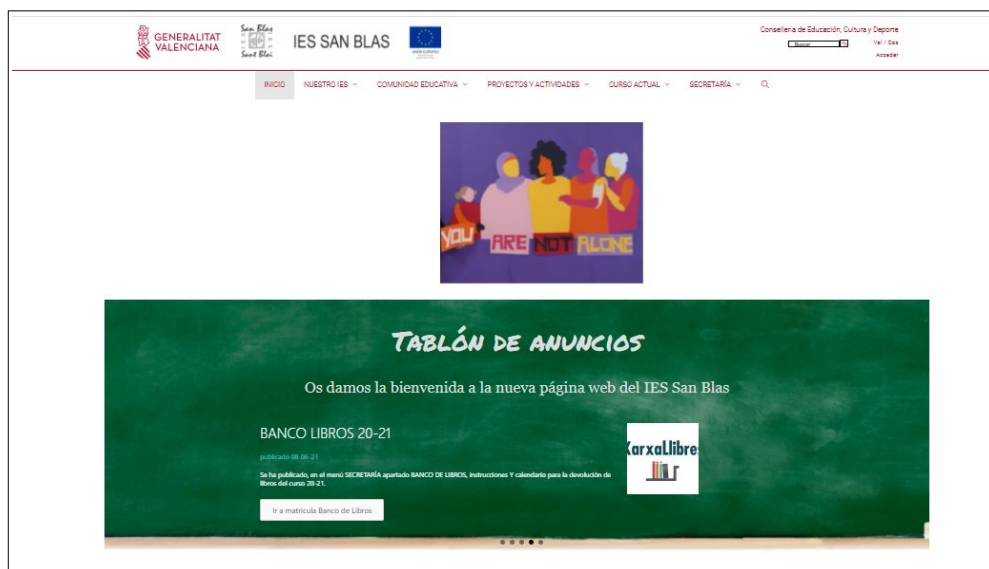 GENERALITAT
VALENCIANA
San Blas
Sant Blai
IES SAN BLAS
Conselleria de Educación, Cultura y Deporte
Buscar
Val / Cas
Acceder
INICIO NUESTRO IES COMUNIDAD EDUCATIVA PROYECTOS Y ACTIVIDADES CURSO ACTUAL SECRETARÍA
YOU ARE NOT ALONE
TABLÓN DE ANUNCIOS
Os damos la bienvenida a la nueva página web del IES San Blas
BANCO LIBROS 20-21
publicado 08-06-21
Se ha publicado, en el menú SECRETARÍA apartado BANCO DE LIBROS, instrucciones Y calendario para la devolución de
libros del curso 20-21.
Ir a matrícula Banco de Libros
XarxaLlibre